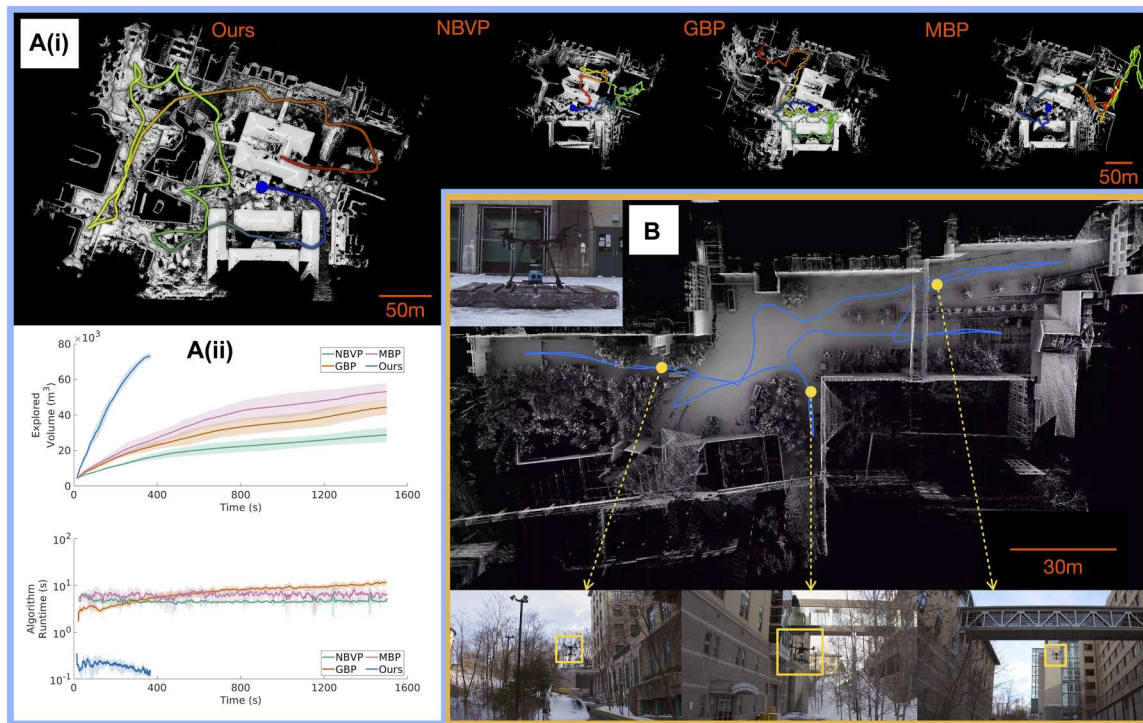 A(i)
Ours
NBVP
GBP
MBP
50m
50m
A(ii)
×10³
80
60
40
20
0
Explored
Volume (m³)
NBVP MBP
GBP Ours
0 400 800 1200 1600
Time (s)
10²
10¹
10⁰
10⁻¹
Algorithm
Runtime (s)
NBVP MBP
GBP Ours
0 400 800 1200 1600
Time (s)
B
30m